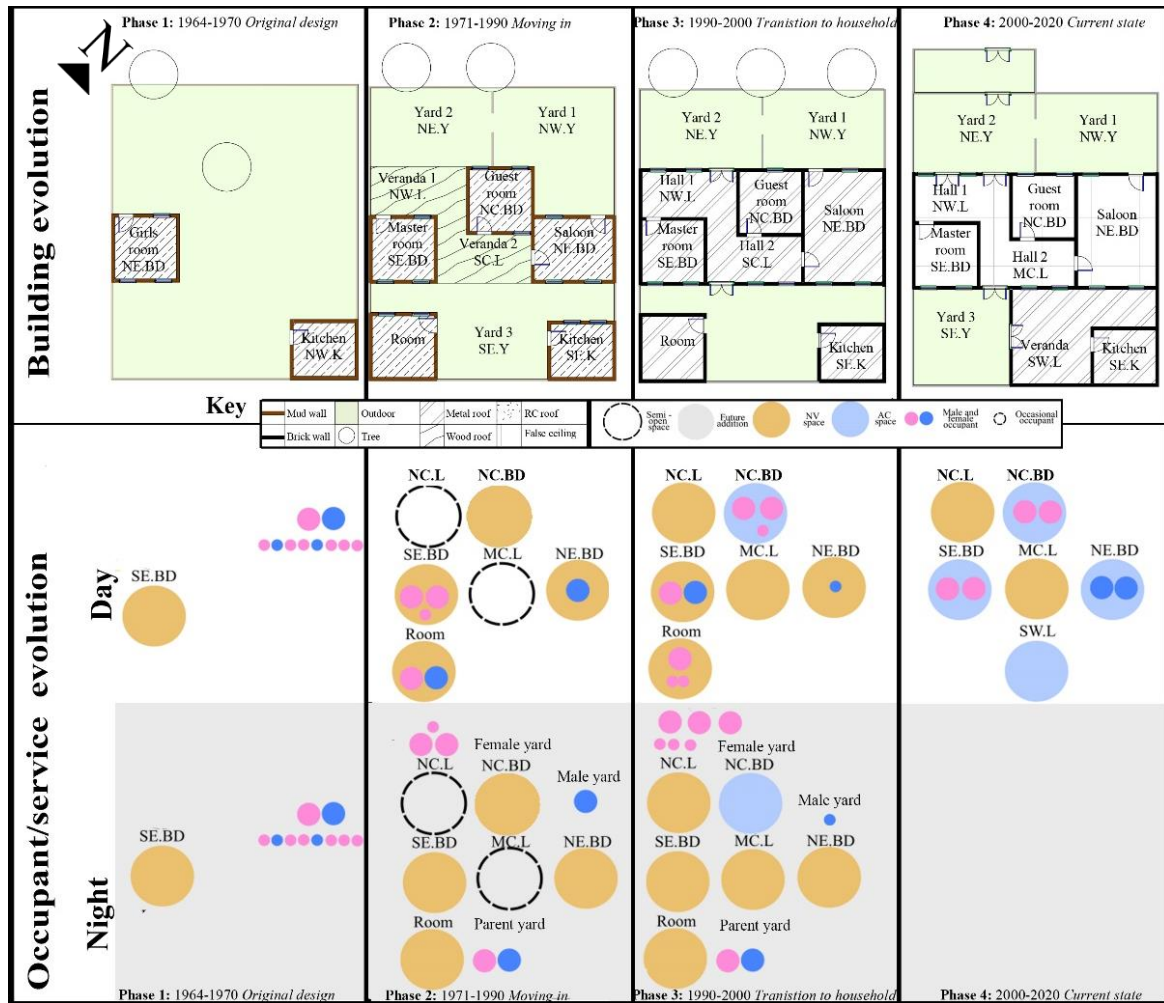 Phase 1: 1964-1970 Original design
Phase 2: 1971-1990 Moving in
Phase 3: 1990-2000 Tranistion to household
Phase 4: 2000-2020 Current state
Building evolution
N
Girls
room
NE.BD
Kitchen
NW.K
Yard 2
NE.Y
Yard 1
NW.Y
Veranda 1
NW.L
Guest
room
NC.BD
Master
room
SE.BD
Veranda 2
SC.L
Saloon
NE.BD
Room
Yard 3
SE.Y
Kitchen
SE.K
Yard 2
NE.Y
Yard 1
NW.Y
Hall 1
NW.L
Guest
room
NC.BD
Saloon
NE.BD
Master
room
SE.BD
Hall 2
SC.L
Room
Kitchen
SE.K
Yard 2
NE.Y
Yard 1
NW.Y
Hall 1
NW.L
Guest
room
NC.BD
Saloon
NE.BD
Master
room
SE.BD
Hall 2
MC.L
Yard 3
SE.Y
Veranda
SW.L
Kitchen
SE.K
Key
Mud wall
Outdoor
Metal roof
RC roof
Brick wall
Tree
Wood roof
False ceiling
Semi-
open
space
Future
addition
NV
space
AC
space
Male and
female
occupant
Occasional
occupant
Occupant/service evolution
Day
SE.BD
NC.L
NC.BD
SE.BD
MC.L
NE.BD
Room
NC.L
NC.BD
SE.BD
MC.L
NE.BD
Room
NC.L
NC.BD
SE.BD
MC.L
NE.BD
SW.L
Night
SE.BD
Female yard
NC.L
NC.BD
Male yard
SE.BD
MC.L
NE.BD
Room
Parent yard
Female yard
NC.L
NC.BD
Male yard
SE.BD
MC.L
NE.BD
Room
Parent yard
Phase 1: 1964-1970 Original design
Phase 2: 1971-1990 Moving in
Phase 3: 1990-2000 Tranistion to household
Phase 4: 2000-2020 Current state